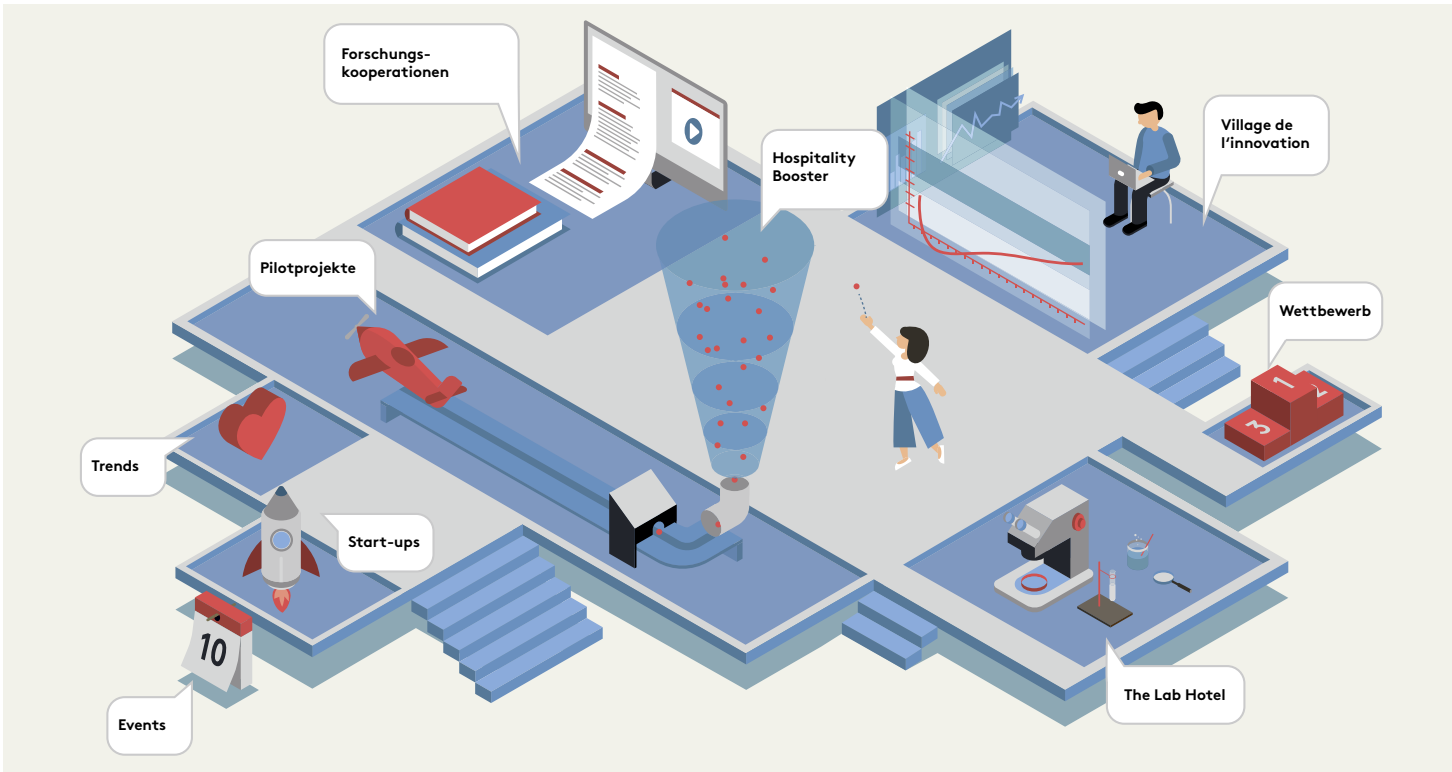 Forschungs-
kooperationen
Hospitality
Booster
Village de
l’innovation
Pilotprojekte
Wettbewerb
1
2
3
Trends
Start-ups
10
The Lab Hotel
Events